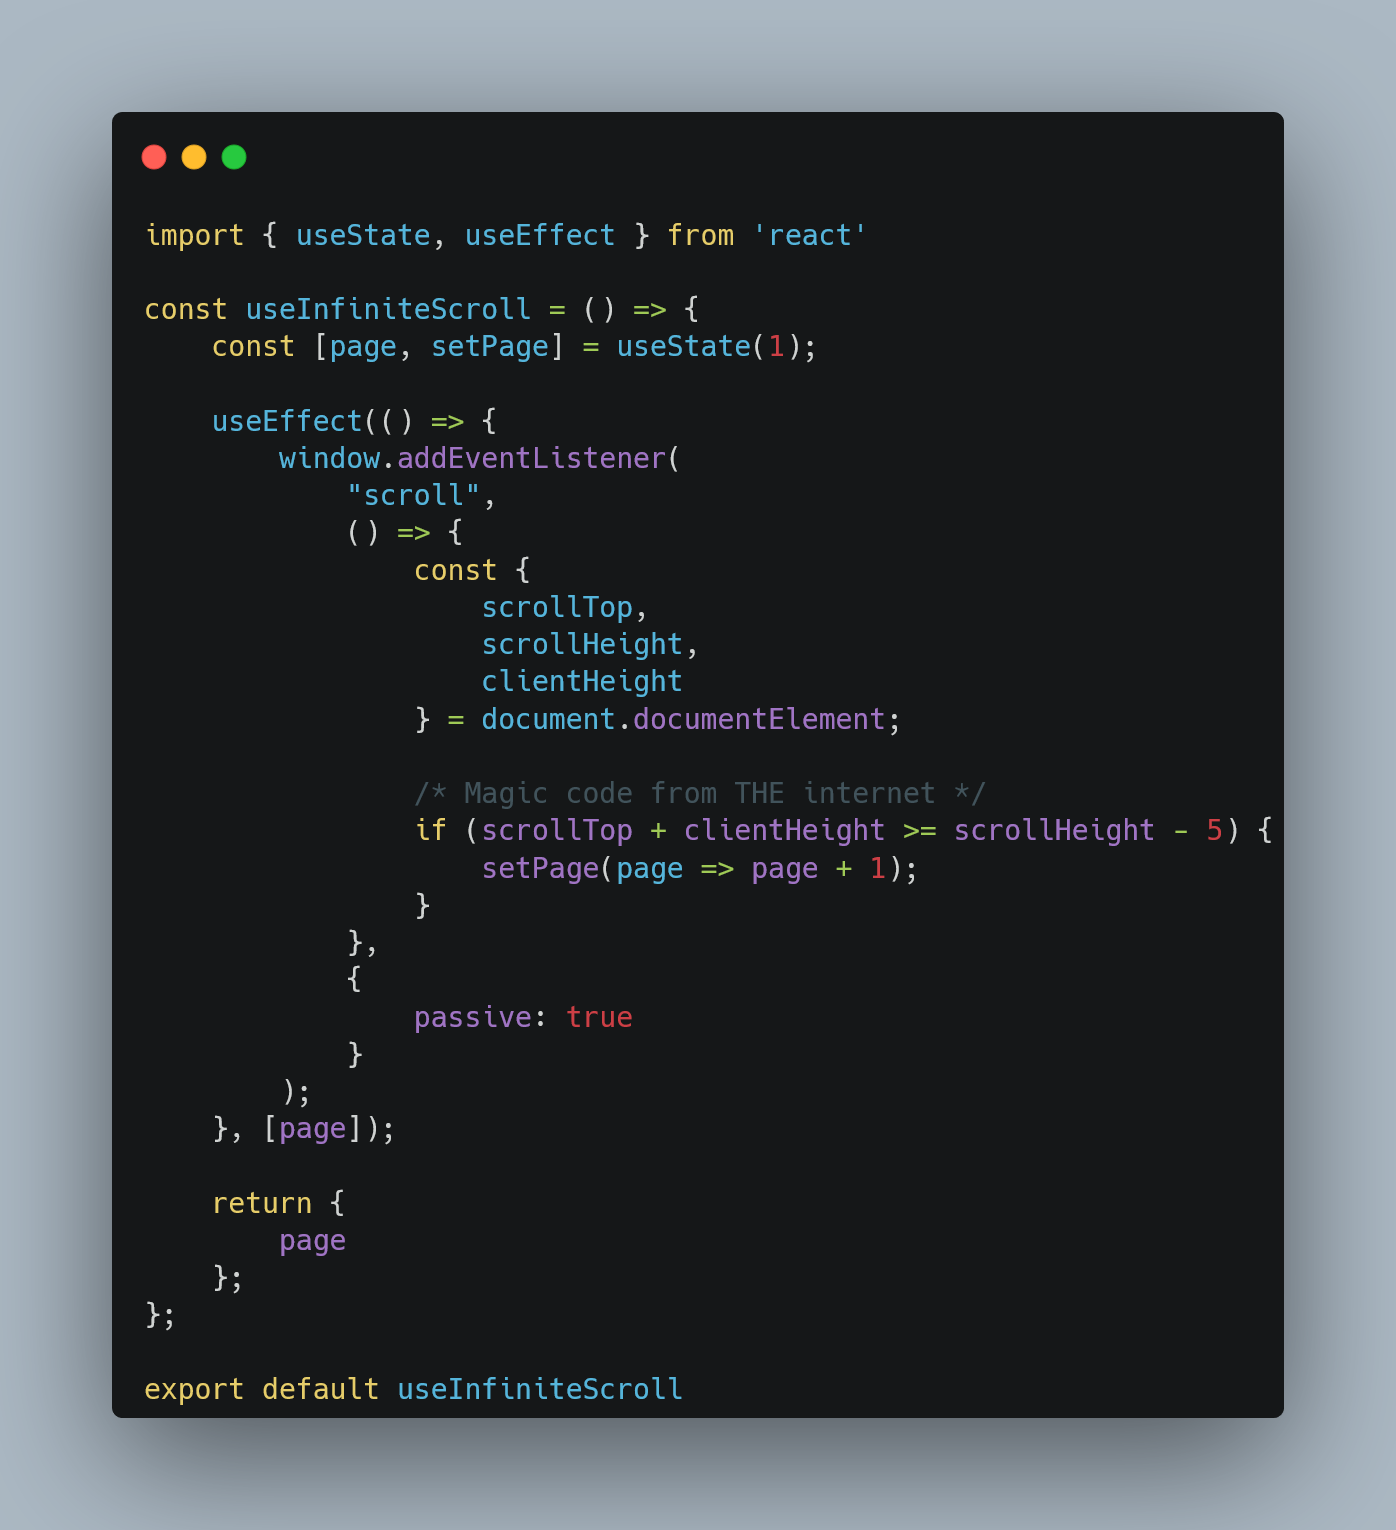 import { useState, useEffect } from 'react'

const useInfiniteScroll = () => {
    const [page, setPage] = useState(1);

    useEffect(() => {
        window.addEventListener(
            "scroll",
            () => {
                const {
                    scrollTop,
                    scrollHeight,
                    clientHeight
                } = document.documentElement;

                /* Magic code from THE internet */
                if (scrollTop + clientHeight >= scrollHeight - 5) {
                    setPage(page => page + 1);
                }
            },
            {
                passive: true
            }
        );
    }, [page]);

    return {
        page
    };
};

export default useInfiniteScroll